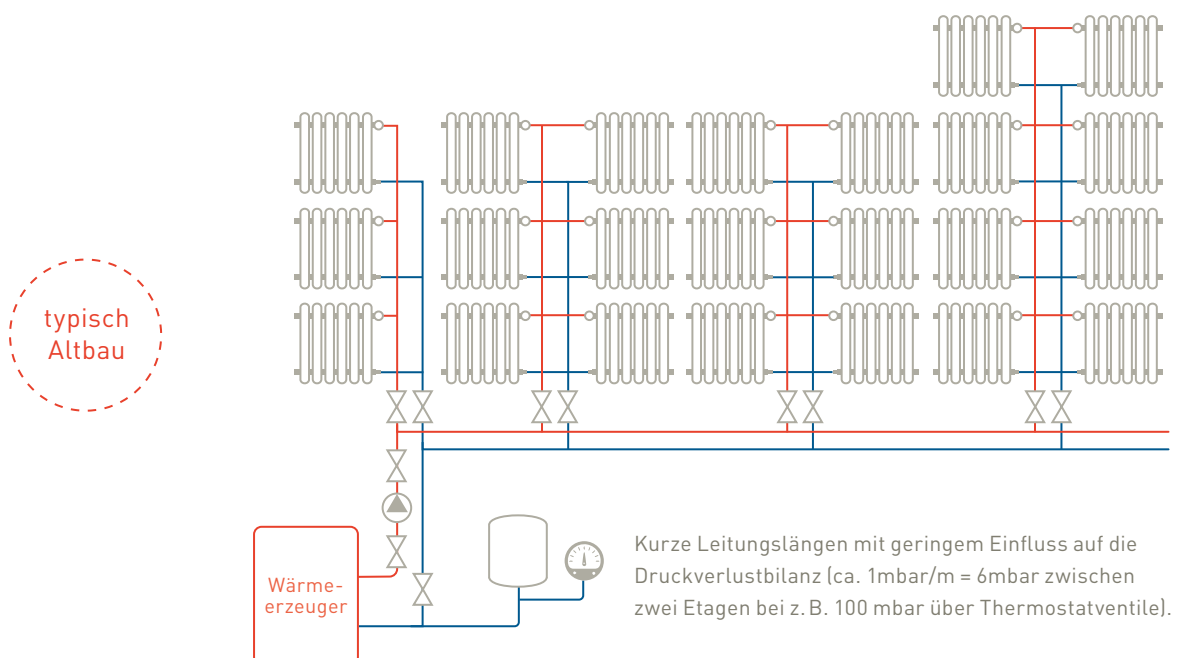 typisch
Altbau
Wärme-
erzeuger
Kurze Leitungslängen mit geringem Einfluss auf die
Druckverlustbilanz (ca. 1mbar/m = 6mbar zwischen
zwei Etagen bei z. B. 100 mbar über Thermostatventile).